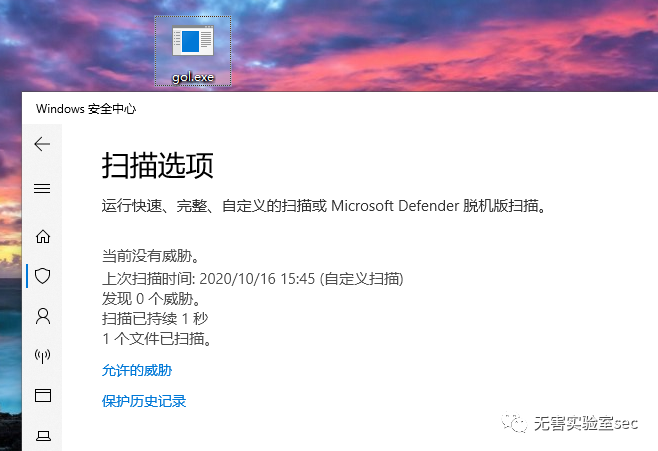 gol.exe
Windows 安全中心
扫描选项
运行快速、完整、自定义的扫描或 Microsoft Defender 脱机版扫描。
当前没有威胁。
上次扫描时间: 2020/10/16 15:45 (自定义扫描)
发现 0 个威胁。
扫描已持续 1 秒
1 个文件已扫描。
允许的威胁
保护历史记录
无害实验室sec